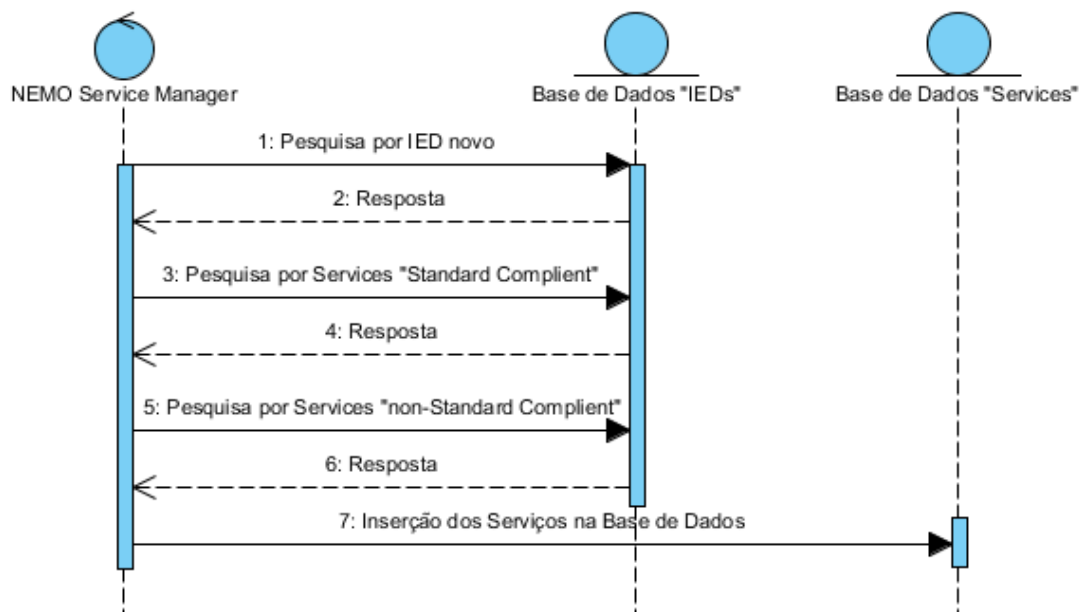 NEMO Service Manager
Base de Dados "IEDs"
Base de Dados "Services"
1: Pesquisa por IED novo
2: Resposta
3: Pesquisa por Services "Standard Complient"
4: Resposta
5: Pesquisa por Services "non-Standard Complient"
6: Resposta
7: Inserção dos Serviços na Base de Dados